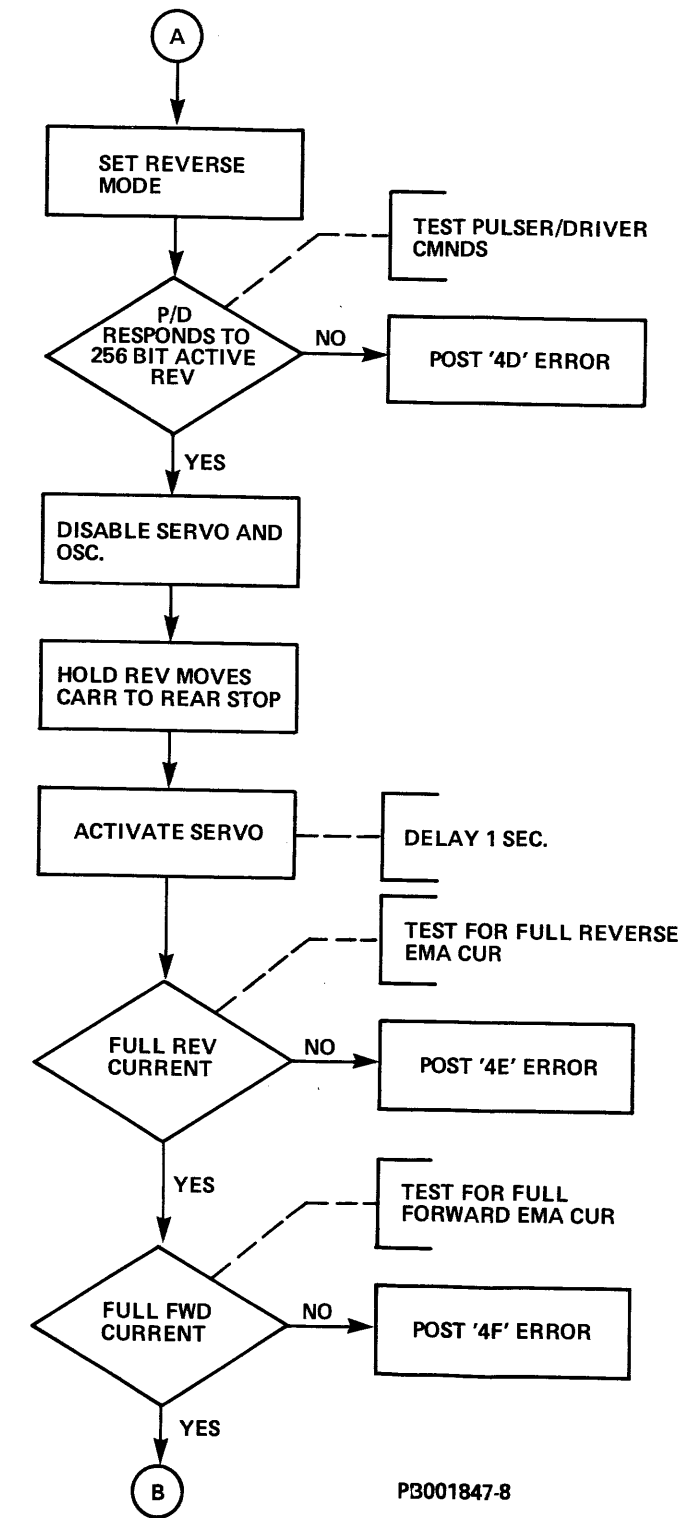 A
SET REVERSE
MODE
TEST PULSER/DRIVER
CMNDS
P/D
RESPONDS TO
256 BIT ACTIVE
REV
NO
POST '4D' ERROR
YES
DISABLE SERVO AND
OSC.
HOLD REV MOVES
CARR TO REAR STOP
ACTIVATE SERVO
DELAY 1 SEC.
TEST FOR FULL REVERSE
EMA CUR
FULL REV
CURRENT
NO
POST '4E' ERROR
YES
TEST FOR FULL
FORWARD EMA CUR
FULL FWD
CURRENT
NO
POST '4F' ERROR
YES
B
PB001847-8